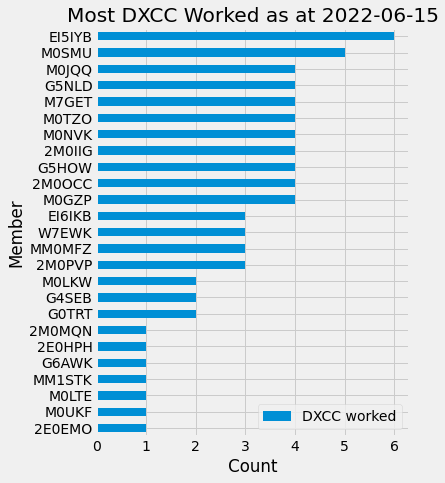 Most DXCC Worked as at 2022-06-15
EI5IYB
M0SMU
M0JQQ
G5NLD
M7GET
M0TZO
M0NVK
2M0IIG
G5HOW
2M0OCC
M0GZP
EI6IKB
W7EWK
MM0MFZ
2M0PVP
M0LKW
G4SEB
G0TRT
2M0MQN
2E0HPH
G6AWK
MM1STK
M0LTE
M0UKF
2E0EMO
Member
DXCC worked
0 1 2 3 4 5 6
Count